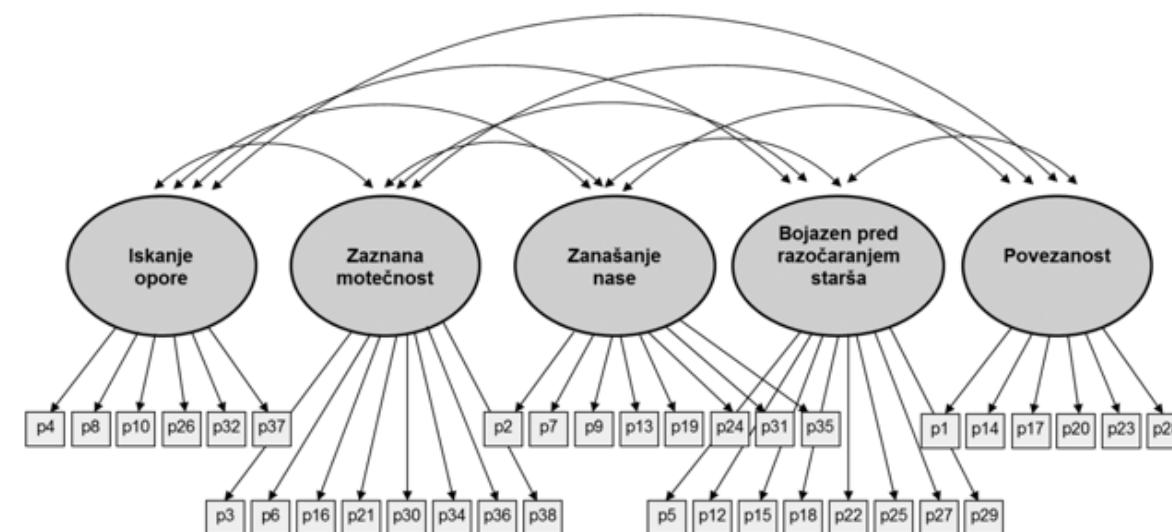 Iskanje
opore
Zaznana
motečnost
Zanašanje
nase
Bojazen pred
razočaranjem
starša
Povezanost
p4 p8 p10 p26 p32 p37
p2 p7 p9 p13 p19 p24 p31 p35
p1 p14 p17 p20 p23
p3 p6 p16 p21 p30 p34 p36 p38
p5 p12 p15 p18 p22 p25 p27 p29